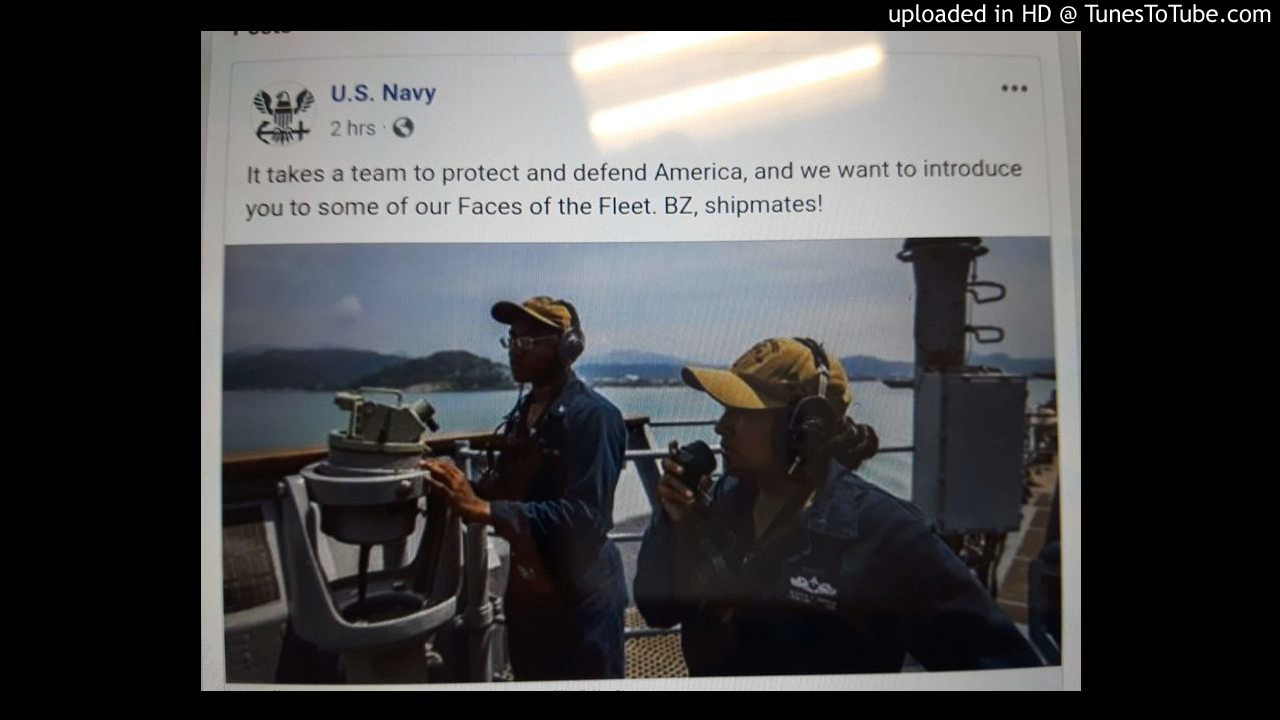 uploaded in HD @ TunesToTube.com
Posts
U.S. Navy
2 hrs ·
It takes a team to protect and defend America, and we want to introduce
you to some of our Faces of the Fleet. BZ, shipmates!